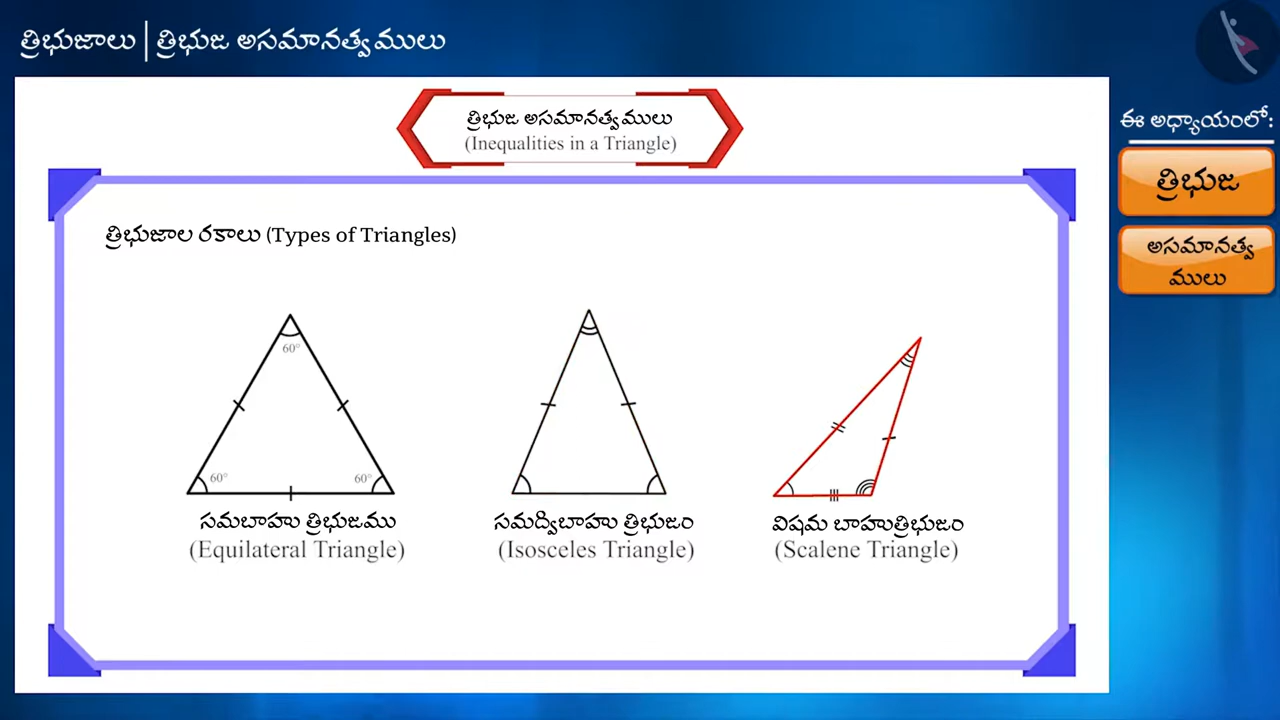 త్రిభుజాలు | త్రిభుజ అసమానత్వములు
త్రిభుజ అసమానత్వములు
(Inequalities in a Triangle)
ఈ అధ్యాయంలో:
త్రిభుజ
అసమానత్వ
ములు
త్రిభుజాల రకాలు (Types of Triangles)
60°
60°
60°
సమబాహు త్రిభుజము
(Equilateral Triangle)
సమద్విబాహు త్రిభుజం
(Isosceles Triangle)
విషమ బాహుత్రిభుజం
(Scalene Triangle)